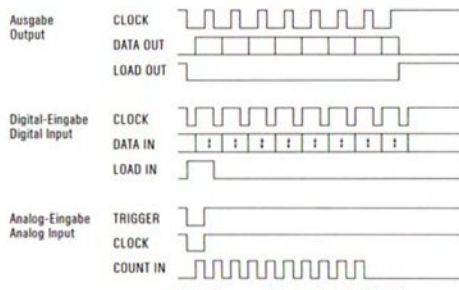 Ausgabe
Output
CLOCK
DATA OUT
LOAD OUT
Digital-Eingabe
Digital Input
CLOCK
DATA IN
LOAD IN
Analog-Eingabe
Analog Input
TRIGGER
CLOCK
COUNT IN